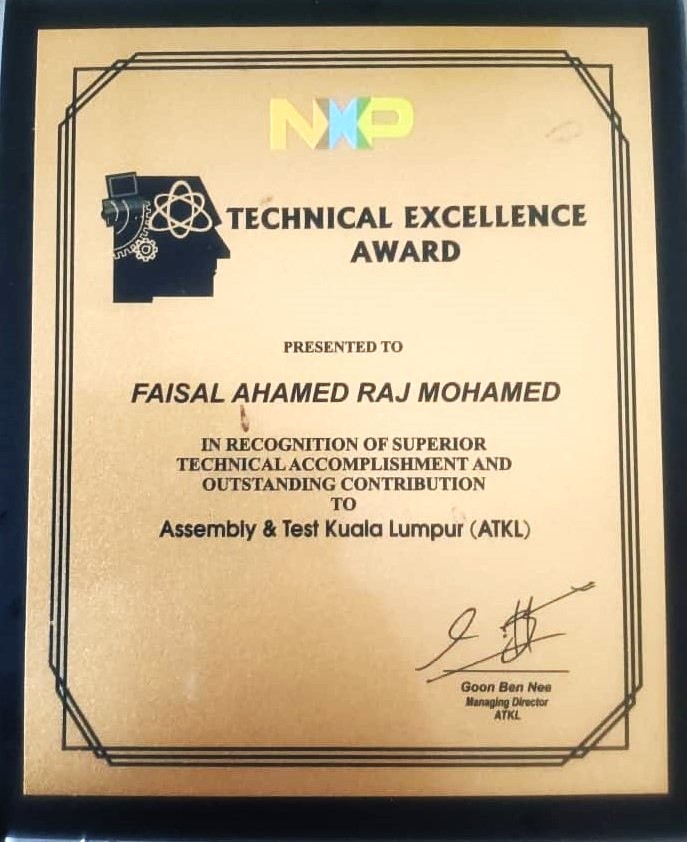 NXP
TECHNICAL EXCELLENCE
AWARD
PRESENTED TO
FAISAL AHAMED RAJ MOHAMED
IN RECOGNITION OF SUPERIOR
TECHNICAL ACCOMPLISHMENT AND
OUTSTANDING CONTRIBUTION
TO
Assembly & Test Kuala Lumpur (ATKL)
Goon Ben Nee
Managing Director
ATKL